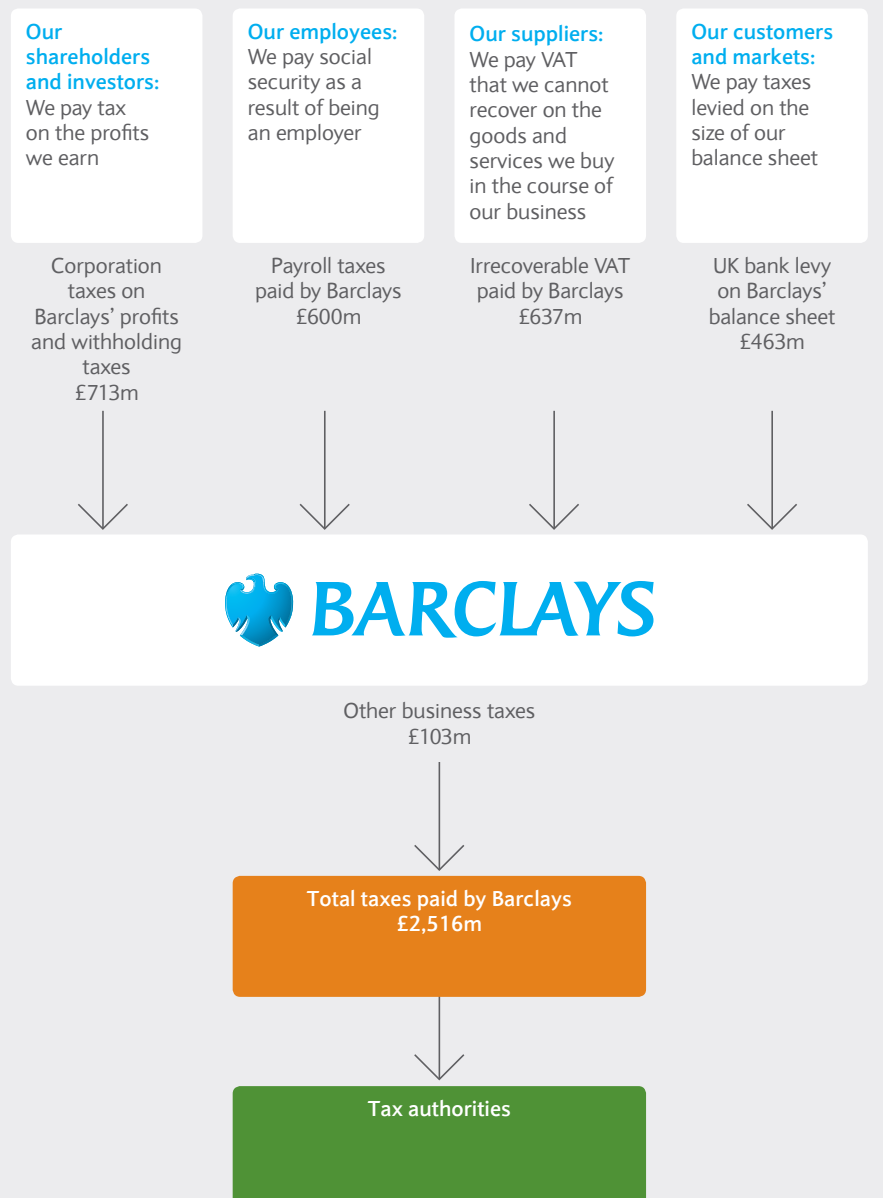 Our
shareholders
and investors:
We pay tax
on the profits
we earn
Our employees:
We pay social
security as a
result of being
an employer
Our suppliers:
We pay VAT
that we cannot
recover on the
goods and
services we buy
in the course of
our business
Our customers
and markets:
We pay taxes
levied on the
size of our
balance sheet
Corporation
taxes on
Barclays’ profits
and withholding
taxes
£713m
Payroll taxes
paid by Barclays
£600m
Irrecoverable VAT
paid by Barclays
£637m
UK bank levy
on Barclays’
balance sheet
£463m
BARCLAYS
Other business taxes
£103m
Total taxes paid by Barclays
£2,516m
Tax authorities